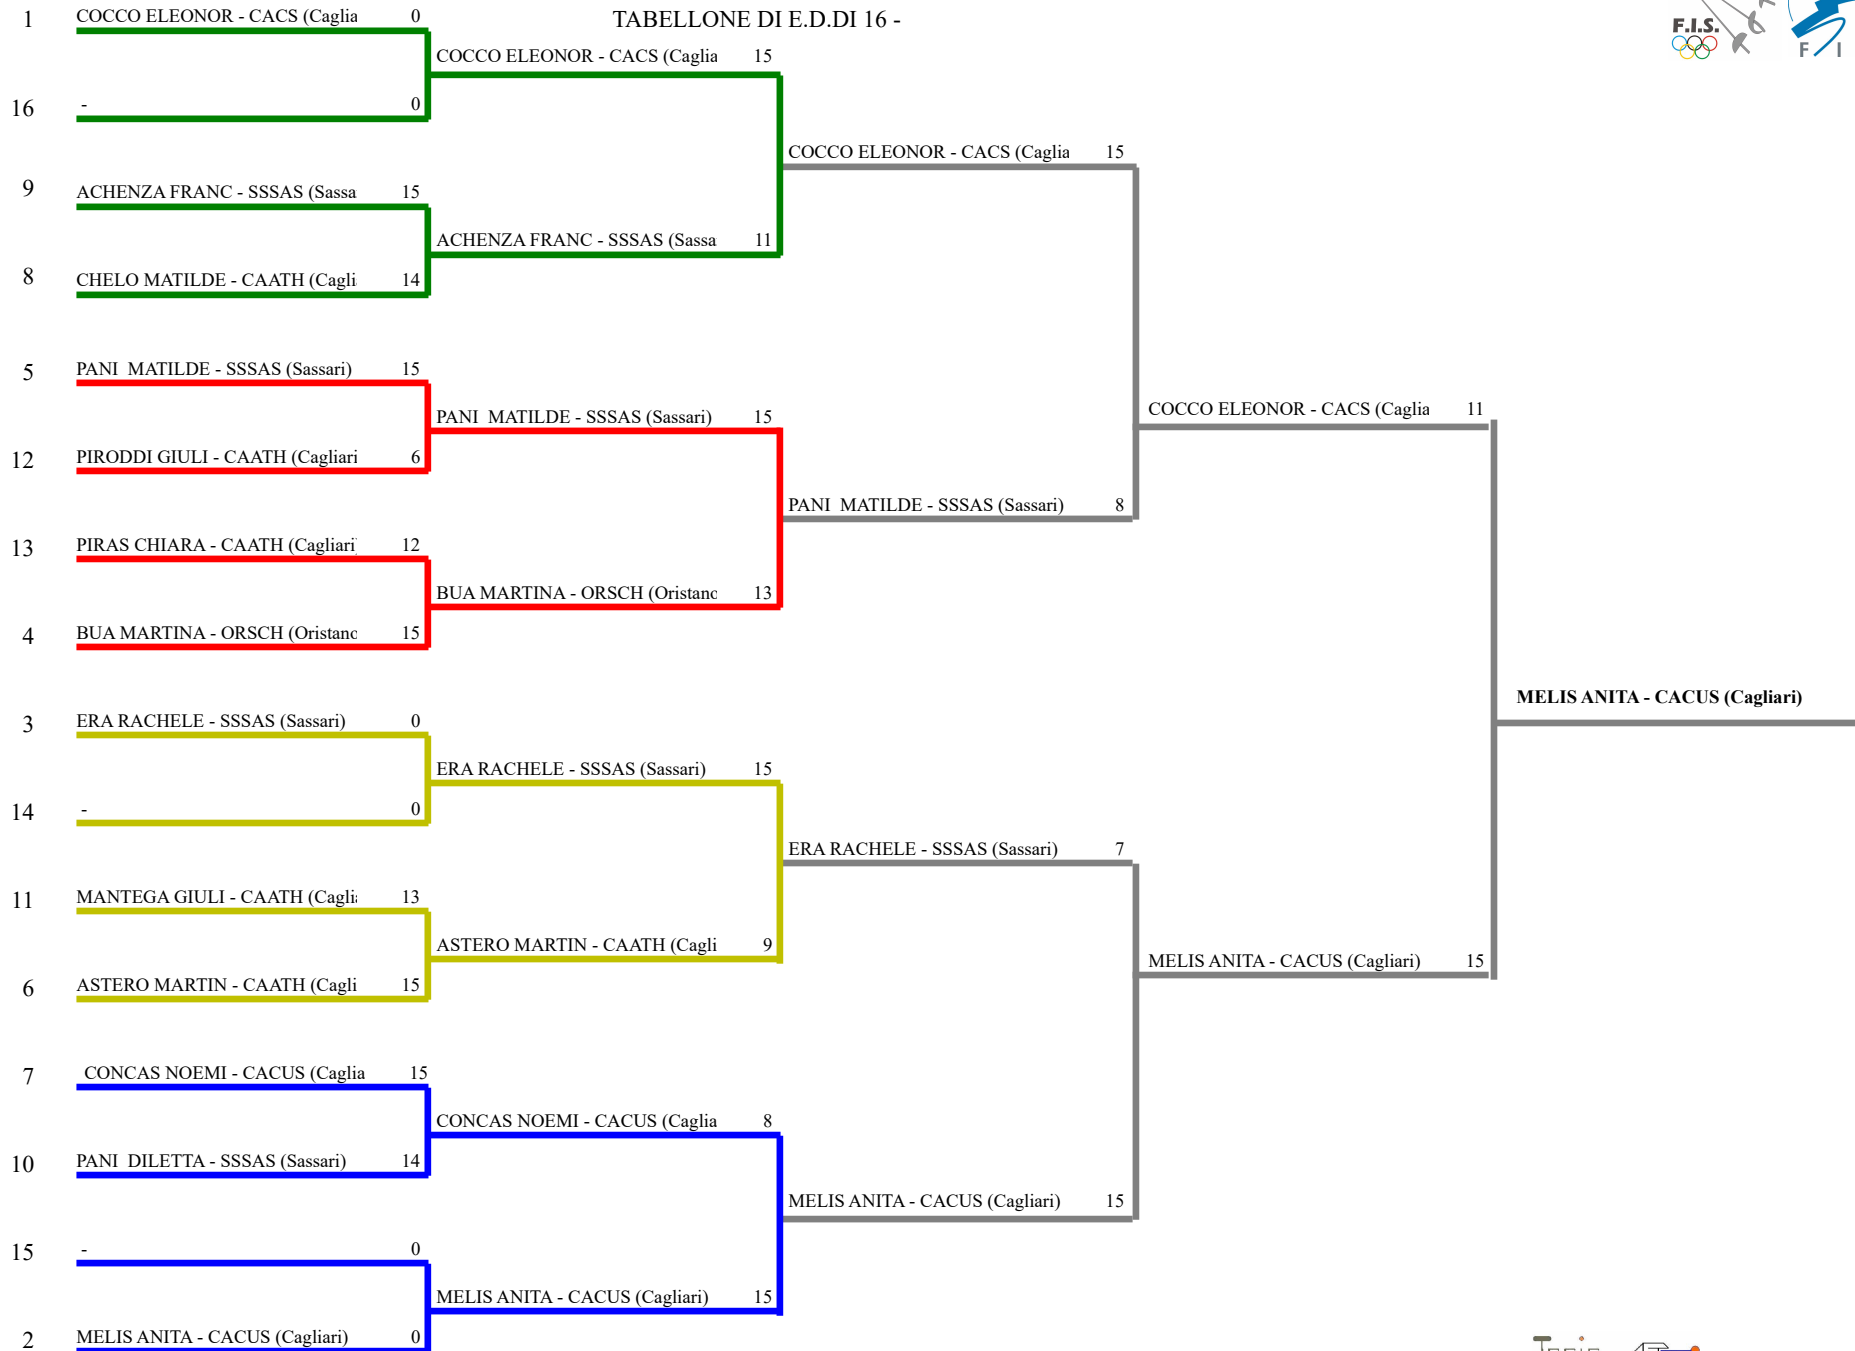 TABELLONE DI E.D.DI 16 -
F.I.S.
F I
1 COCCO ELEONOR - CACS (Caglia 0
COCCO ELEONOR - CACS (Caglia 15
16 - 0
COCCO ELEONOR - CACS (Caglia 15
9 ACHENZA FRANC - SSSAS (Sassa 15
ACHENZA FRANC - SSSAS (Sassa 11
8 CHELO MATILDE - CAATH (Cagli 14
5 PANI MATILDE - SSSAS (Sassari) 15
COCCO ELEONOR - CACS (Caglia 11
PANI MATILDE - SSSAS (Sassari) 15
12 PIRODDI GIULI - CAATH (Cagliari 6
PANI MATILDE - SSSAS (Sassari) 8
13 PIRAS CHIARA - CAATH (Cagliari) 12
BUA MARTINA - ORSCH (Oristano 13
4 BUA MARTINA - ORSCH (Oristano 15
MELIS ANITA - CACUS (Cagliari)
3 ERA RACHELE - SSSAS (Sassari) 0
ERA RACHELE - SSSAS (Sassari) 15
14 - 0
ERA RACHELE - SSSAS (Sassari) 7
11 MANTEGA GIULI - CAATH (Cagli 13
ASTERO MARTIN - CAATH (Cagli 9
MELIS ANITA - CACUS (Cagliari) 15
6 ASTERO MARTIN - CAATH (Cagli 15
7 CONCAS NOEMI - CACUS (Caglia 15
CONCAS NOEMI - CACUS (Caglia 8
10 PANI DILETTA - SSSAS (Sassari) 14
MELIS ANITA - CACUS (Cagliari) 15
15 - 0
MELIS ANITA - CACUS (Cagliari) 15
2 MELIS ANITA - CACUS (Cagliari) 0